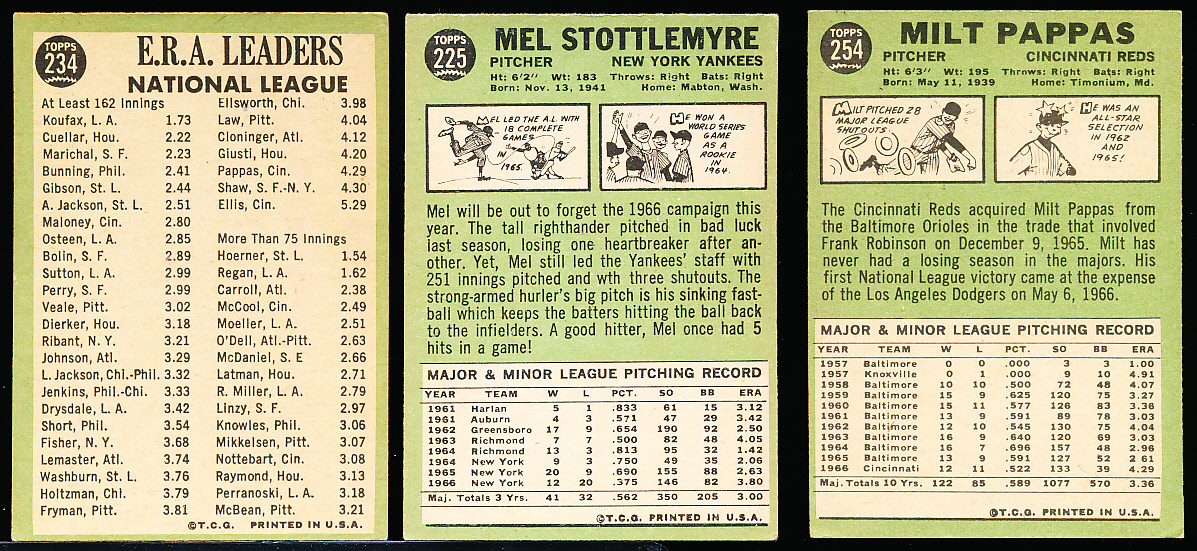 TOPPS
234
E.R.A. LEADERS
NATIONAL LEAGUE
At Least 162 Innings
Koufax, L. A. 1.73
Cuellar, Hou. 2.22
Marichal, S. F. 2.23
Bunning, Phil. 2.41
Gibson, St. L. 2.44
A. Jackson, St. L. 2.51
Maloney, Cin. 2.80
Osteen, L. A. 2.85
Bolin, S. F. 2.89
Sutton, L. A. 2.99
Perry, S. F. 2.99
Veale, Pitt. 3.02
Dierker, Hou. 3.18
Ribant, N. Y. 3.21
Johnson, Atl. 3.29
L. Jackson, Chi.-Phil. 3.32
Jenkins, Phil.-Chi. 3.33
Drysdale, L. A. 3.42
Short, Phil. 3.54
Fisher, N. Y. 3.68
Lemaster, Atl. 3.74
Washburn, St. L. 3.76
Holtzman, Chi. 3.79
Fryman, Pitt. 3.81
Ellsworth, Chi. 3.98
Law, Pitt. 4.04
Cloninger, Atl. 4.12
Giusti, Hou. 4.20
Pappas, Cin. 4.29
Shaw, S. F.-N. Y. 4.30
Ellis, Cin. 5.29
More Than 75 Innings
Hoerner, St. L. 1.54
Regan, L. A. 1.62
Carroll, Atl. 2.38
McCool, Cin. 2.49
Moeller, L. A. 2.51
O'Dell, Atl.-Pitt. 2.63
McDaniel, S. E 2.66
Latman, Hou. 2.71
R. Miller, L. A. 2.79
Linzy, S. F. 2.97
Knowles, Phil. 3.06
Mikkelsen, Pitt. 3.07
Nottebart, Cin. 3.08
Raymond, Hou. 3.13
Perranoski, L. A. 3.18
McBean, Pitt. 3.21
©T.C.G. PRINTED IN U.S.A.
TOPPS
225
MEL STOTTLEMYRE
PITCHER NEW YORK YANKEES
Ht: 6'2" Wt: 183 Throws: Right Bats: Right
Born: Nov. 13, 1941 Home: Mabton, Wash.
MEL LED THE A.L. WITH
18 COMPLETE
GAMES
IN
1965.
HE WON A
WORLD SERIES
GAME
AS A
ROOKIE
IN
1964.
Mel will be out to forget the 1966 campaign this
year. The tall righthander pitched in bad luck
last season, losing one heartbreaker after an-
other. Yet, Mel still led the Yankees' staff with
251 innings pitched and wth three shutouts. The
strong-armed hurler's big pitch is his sinking fast-
ball which keeps the batters hitting the ball back
to the infielders. A good hitter, Mel once had 5
hits in a game!
MAJOR & MINOR LEAGUE PITCHING RECORD
YEAR TEAM W L PCT. SO BB ERA
1961 Harlan 5 1 .833 61 15 3.12
1961 Auburn 4 3 .571 47 29 3.42
1962 Greensboro 17 9 .654 190 92 2.50
1963 Richmond 7 7 .500 82 48 4.05
1964 Richmond 13 3 .813 95 32 1.42
1964 New York 9 3 .750 49 35 2.06
1965 New York 20 9 .690 155 88 2.63
1966 New York 12 20 .375 146 82 3.80
Maj. Totals 3 Yrs. 41 32 .562 350 205 3.00
©T.C.G. PRINTED IN U.S.A.
TOPPS
254
MILT PAPPAS
PITCHER CINCINNATI REDS
Ht: 6'3" Wt: 195 Throws: Right Bats: Right
Born: May 11, 1939 Home: Timonium, Md.
MILT PITCHED 28
MAJOR LEAGUE
SHUTOUTS
HE WAS AN
ALL-STAR
SELECTION
IN 1962
AND
1965!
The Cincinnati Reds acquired Milt Pappas from
the Baltimore Orioles in the trade that involved
Frank Robinson on December 9, 1965. Milt has
never had a losing season in the majors. His
first National League victory came at the expense
of the Los Angeles Dodgers on May 6, 1966.
MAJOR & MINOR LEAGUE PITCHING RECORD
YEAR TEAM W L PCT. SO BB ERA
1957 Baltimore 0 0 .000 3 3 1.00
1957 Knoxville 0 1 .000 9 10 4.91
1958 Baltimore 10 10 .500 72 48 4.07
1959 Baltimore 15 9 .625 120 75 3.27
1960 Baltimore 15 11 .577 126 83 3.36
1961 Baltimore 13 9 .591 89 78 3.03
1962 Baltimore 12 10 .545 130 75 4.04
1963 Baltimore 16 9 .640 120 69 3.03
1964 Baltimore 16 7 .696 157 48 2.96
1965 Baltimore 13 9 .591 127 52 2 61
1966 Cincinnati 12 11 .522 133 39 4.29
Maj. Totals 10 Yrs. 122 85 .589 1077 570 3.36
©T.C.G. PRINTED IN U.S.A.